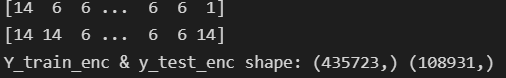 [14  6  6 ...  6  6  1]
[14 14  6 ...  6  6 14]
Y_train_enc & y_test_enc shape: (435723,) (108931,)